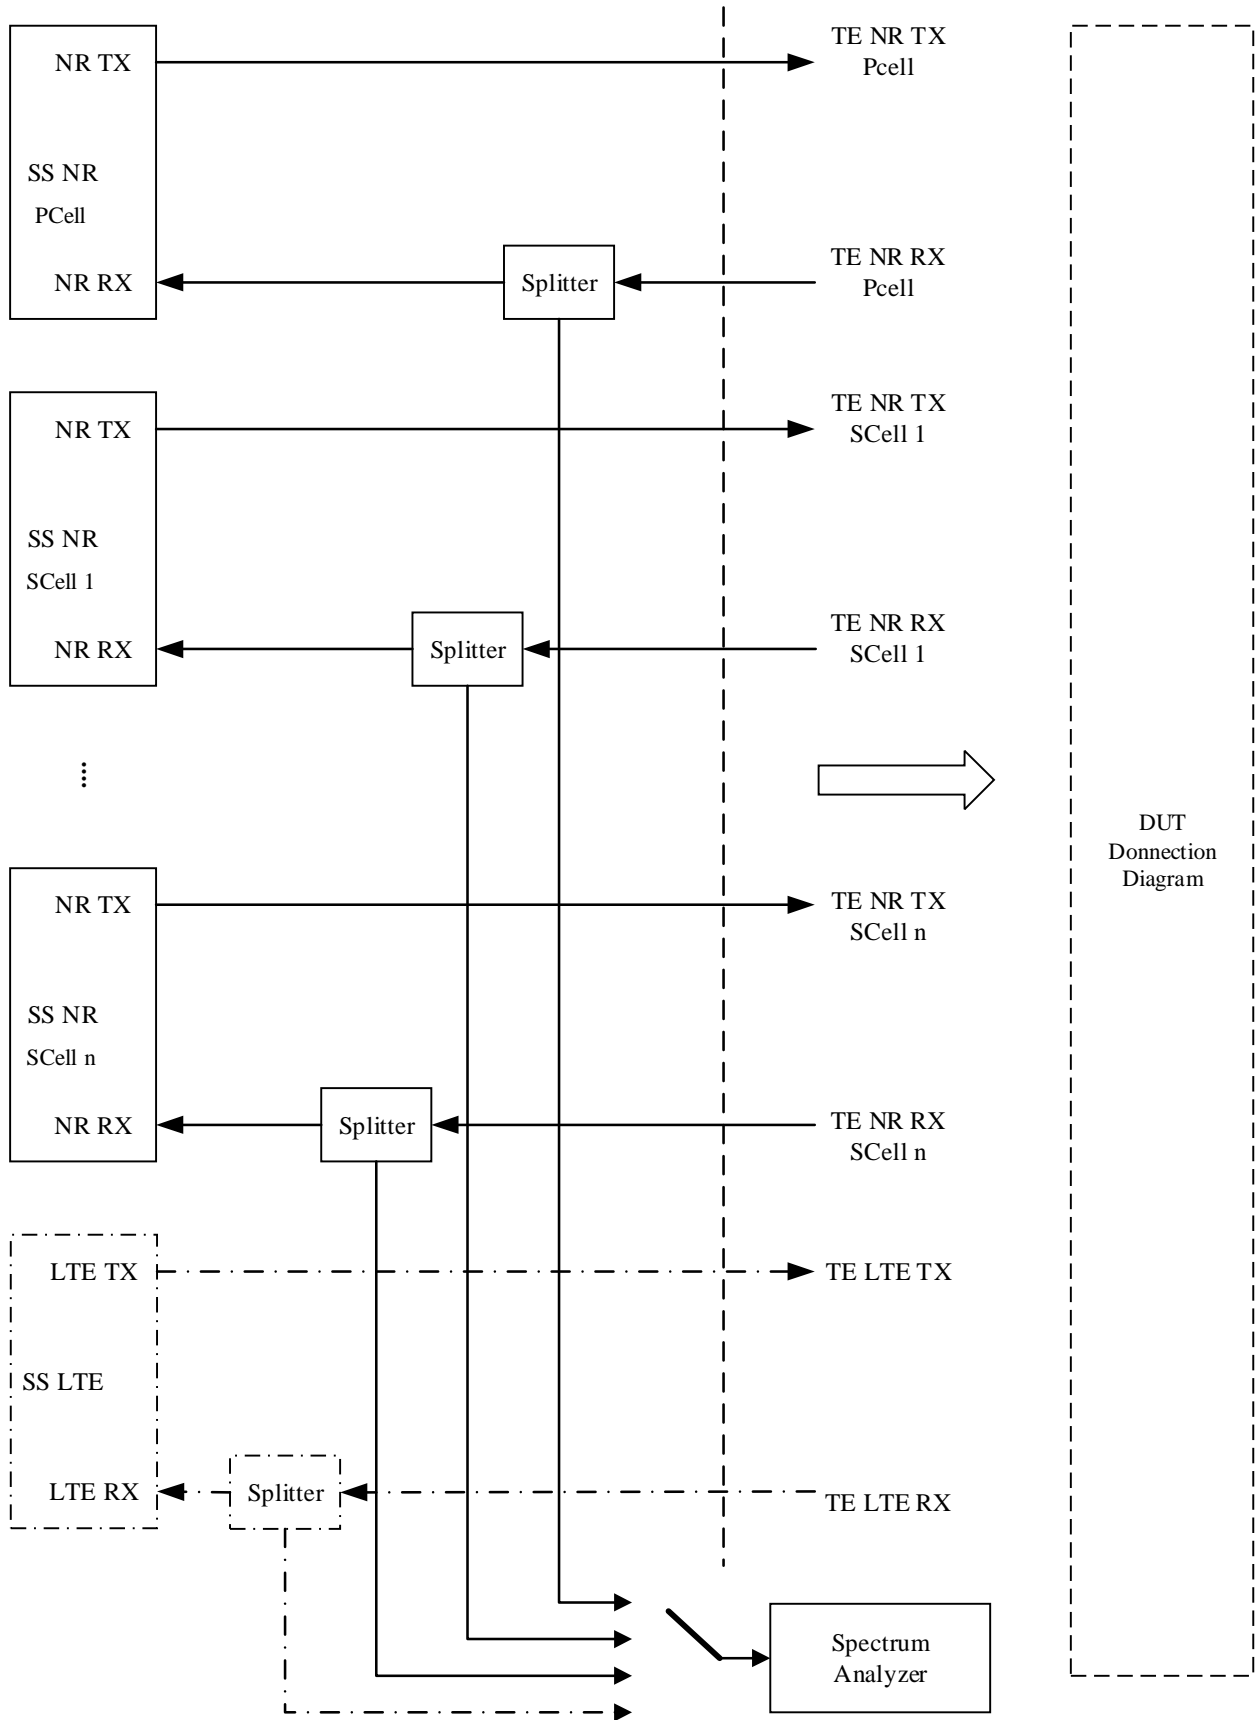 NR TX
SS NR
PCell
NR RX
Splitter
TE NR TX
Pcell
TE NR RX
Pcell
NR TX
SS NR
SCell 1
NR RX
Splitter
TE NR TX
SCell 1
TE NR RX
SCell 1
NR TX
SS NR
SCell n
NR RX
Splitter
TE NR TX
SCell n
TE NR RX
SCell n
LTE TX
SS LTE
LTE RX
Splitter
TE LTE TX
TE LTE RX
Spectrum
Analyzer
DUT
Donnection
Diagram